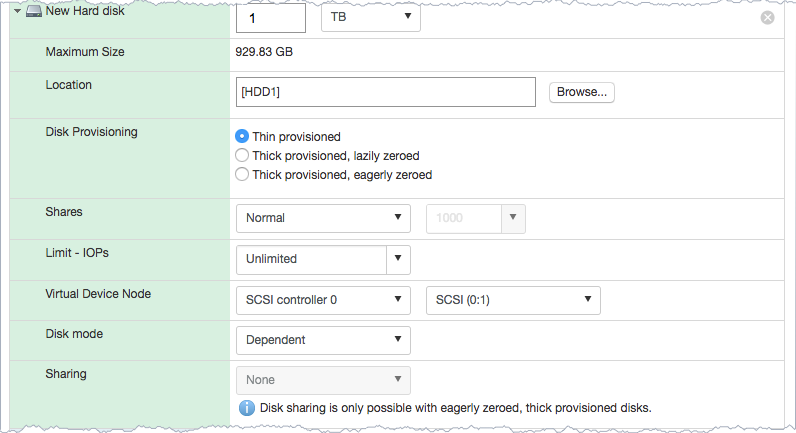 New Hard disk 1 TB
Maximum Size 929.83 GB
Location [HDD1] Browse...
Disk Provisioning Thin provisioned
Thick provisioned, lazily zeroed
Thick provisioned, eagerly zeroed
Shares Normal 1000
Limit - IOPs Unlimited
Virtual Device Node SCSI controller 0 SCSI (0:1)
Disk mode Dependent
Sharing None
Disk sharing is only possible with eagerly zeroed, thick provisioned disks.